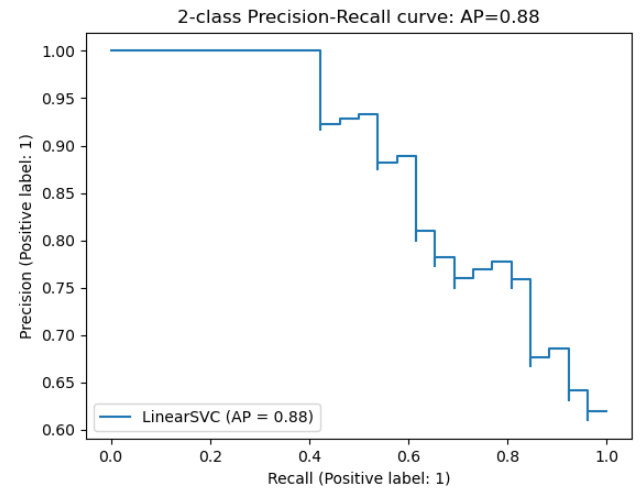 2-class Precision-Recall curve: AP=0.88
1.00
0.95
0.90
0.85
0.80
0.75
0.70
0.65
0.60
Precision (Positive label: 1)
LinearSVC (AP = 0.88)
0.0 0.2 0.4 0.6 0.8 1.0
Recall (Positive label: 1)